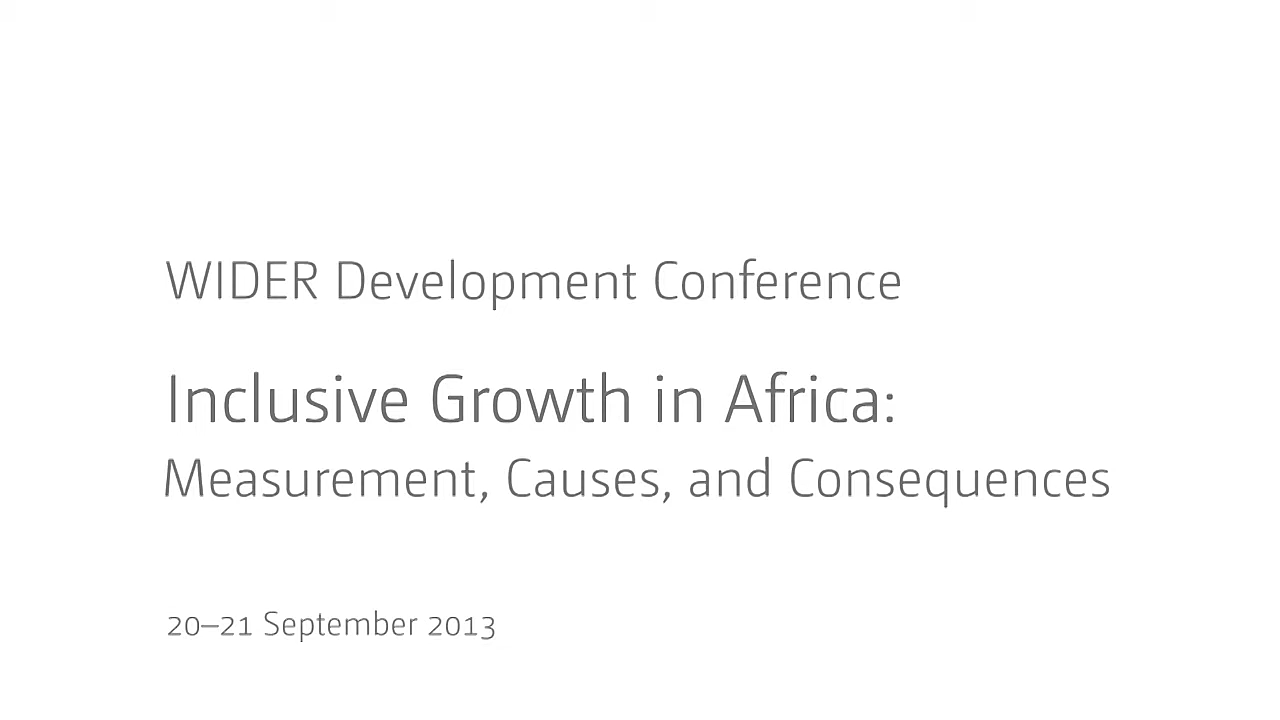 WIDER Development Conference
Inclusive Growth in Africa:
Measurement, Causes, and Consequences
20–21 September 2013